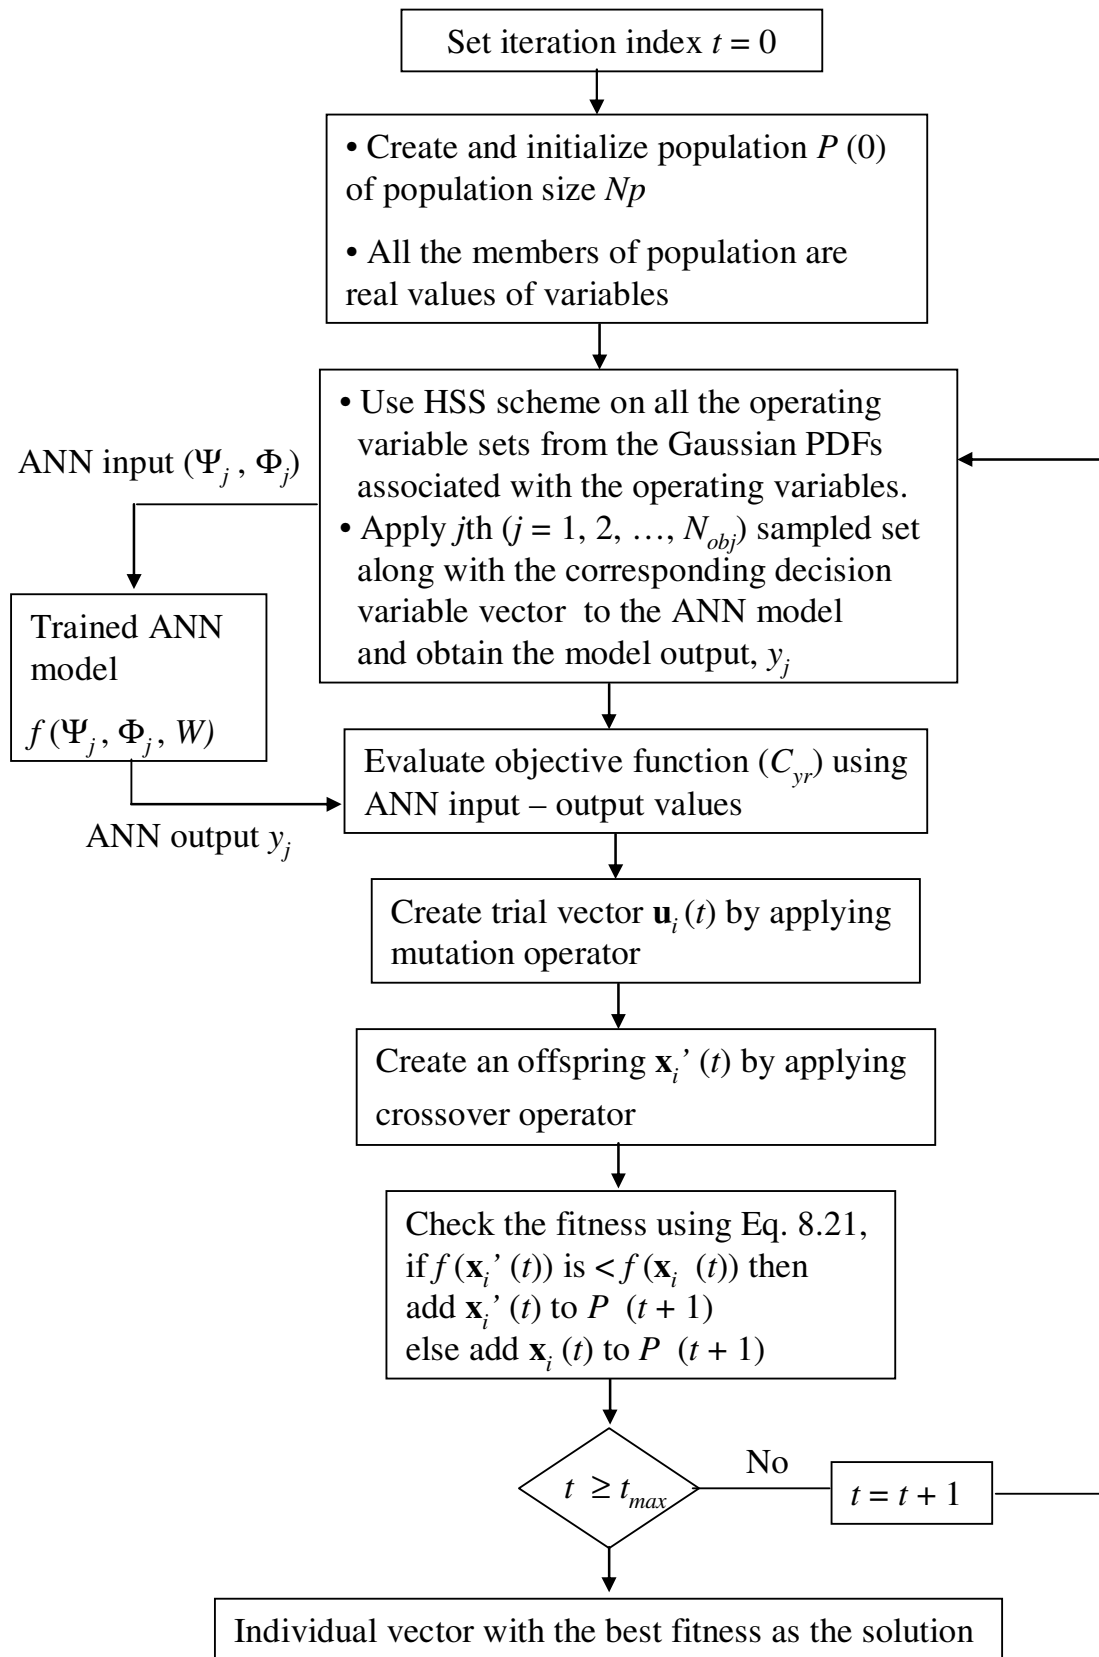 Set iteration index t = 0
• Create and initialize population P (0)
of population size Np
• All the members of population are
real values of variables
• Use HSS scheme on all the operating
variable sets from the Gaussian PDFs
associated with the operating variables.
• Apply jth (j = 1, 2, …, N_obj) sampled set
along with the corresponding decision
variable vector to the ANN model
and obtain the model output, y_j
ANN input (Ψ_j , Φ_j)
Trained ANN
model
f (Ψ_j , Φ_j , W)
ANN output y_j
Evaluate objective function (C_yr) using
ANN input – output values
Create trial vector u_i (t) by applying
mutation operator
Create an offspring x_i’ (t) by applying
crossover operator
Check the fitness using Eq. 8.21,
if f (x_i’ (t)) is < f (x_i (t)) then
add x_i’ (t) to P (t + 1)
else add x_i (t) to P (t + 1)
t ≥ t_max
No
t = t + 1
Individual vector with the best fitness as the solution